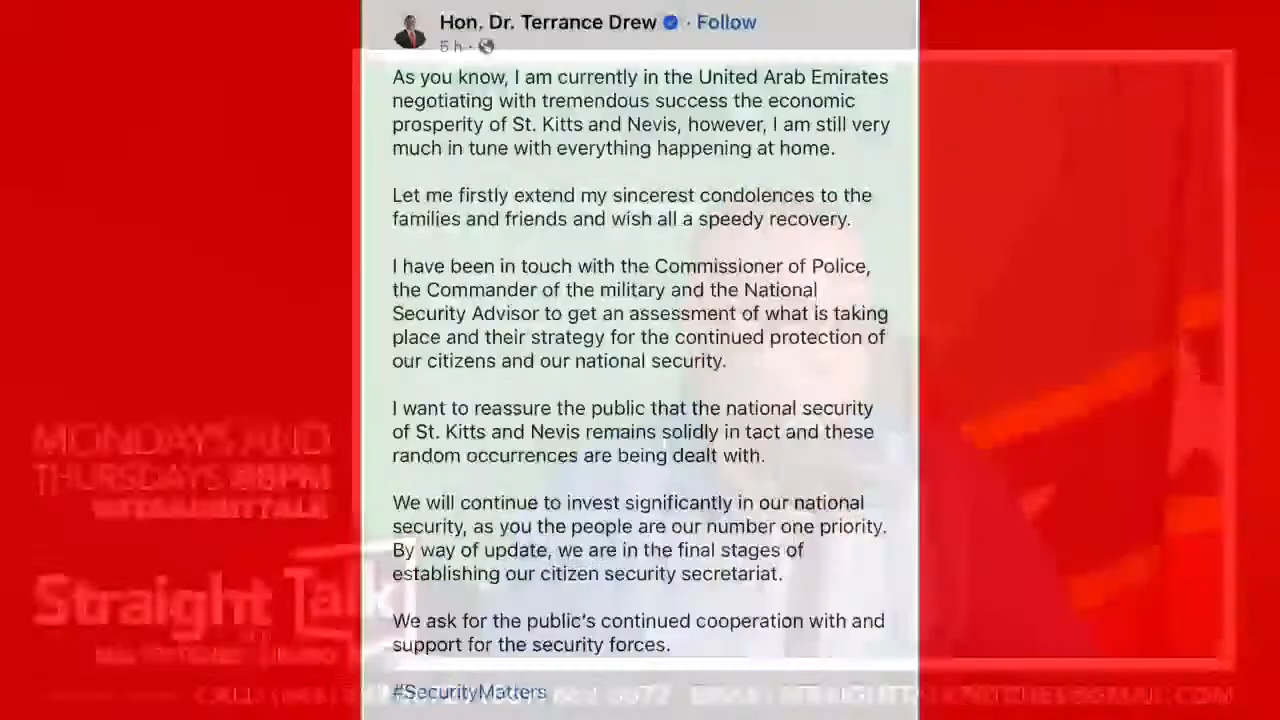 Hon. Dr. Terrance Drew · Follow
5 h ·
As you know, I am currently in the United Arab Emirates
negotiating with tremendous success the economic
prosperity of St. Kitts and Nevis, however, I am still very
much in tune with everything happening at home.
Let me firstly extend my sincerest condolences to the
families and friends and wish all a speedy recovery.
I have been in touch with the Commissioner of Police,
the Commander of the military and the National
Security Advisor to get an assessment of what is taking
place and their strategy for the continued protection of
our citizens and our national security.
I want to reassure the public that the national security
of St. Kitts and Nevis remains solidly in tact and these
random occurrences are being dealt with.
We will continue to invest significantly in our national
security, as you the people are our number one priority.
By way of update, we are in the final stages of
establishing our citizen security secretariat.
We ask for the public's continued cooperation with and
support for the security forces.
#SecurityMatters
MONDAYS AND
THURSDAYS
Straight Talk